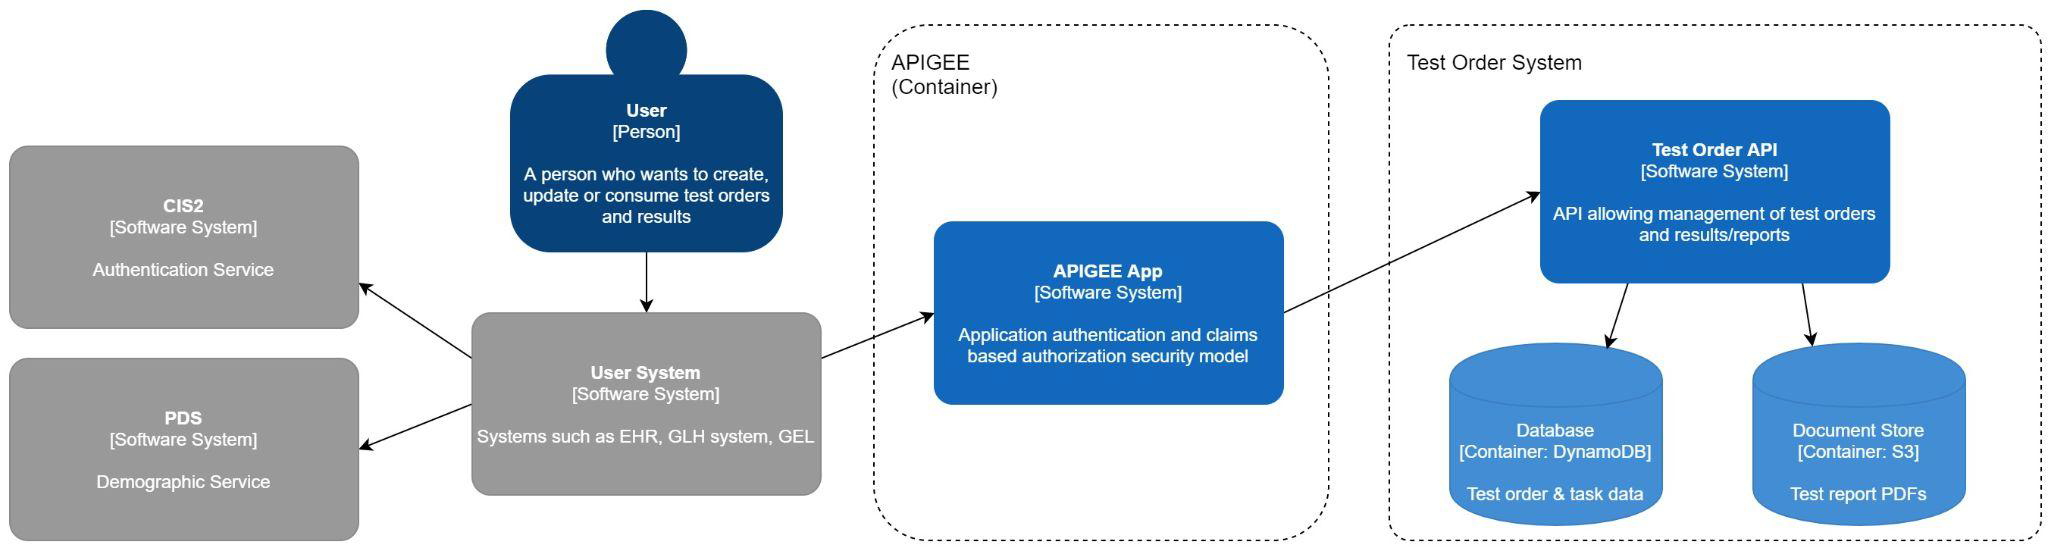 CIS2
[Software System]
Authentication Service
PDS
[Software System]
Demographic Service
User
[Person]
A person who wants to create,
update or consume test orders
and results
User System
[Software System]
Systems such as EHR, GLH system, GEL
APIGEE
(Container)
APIGEE App
[Software System]
Application authentication and claims
based authorization security model
Test Order System
Test Order API
[Software System]
API allowing management of test orders
and results/reports
Database
[Container: DynamoDB]
Test order & task data
Document Store
[Container: S3]
Test report PDFs